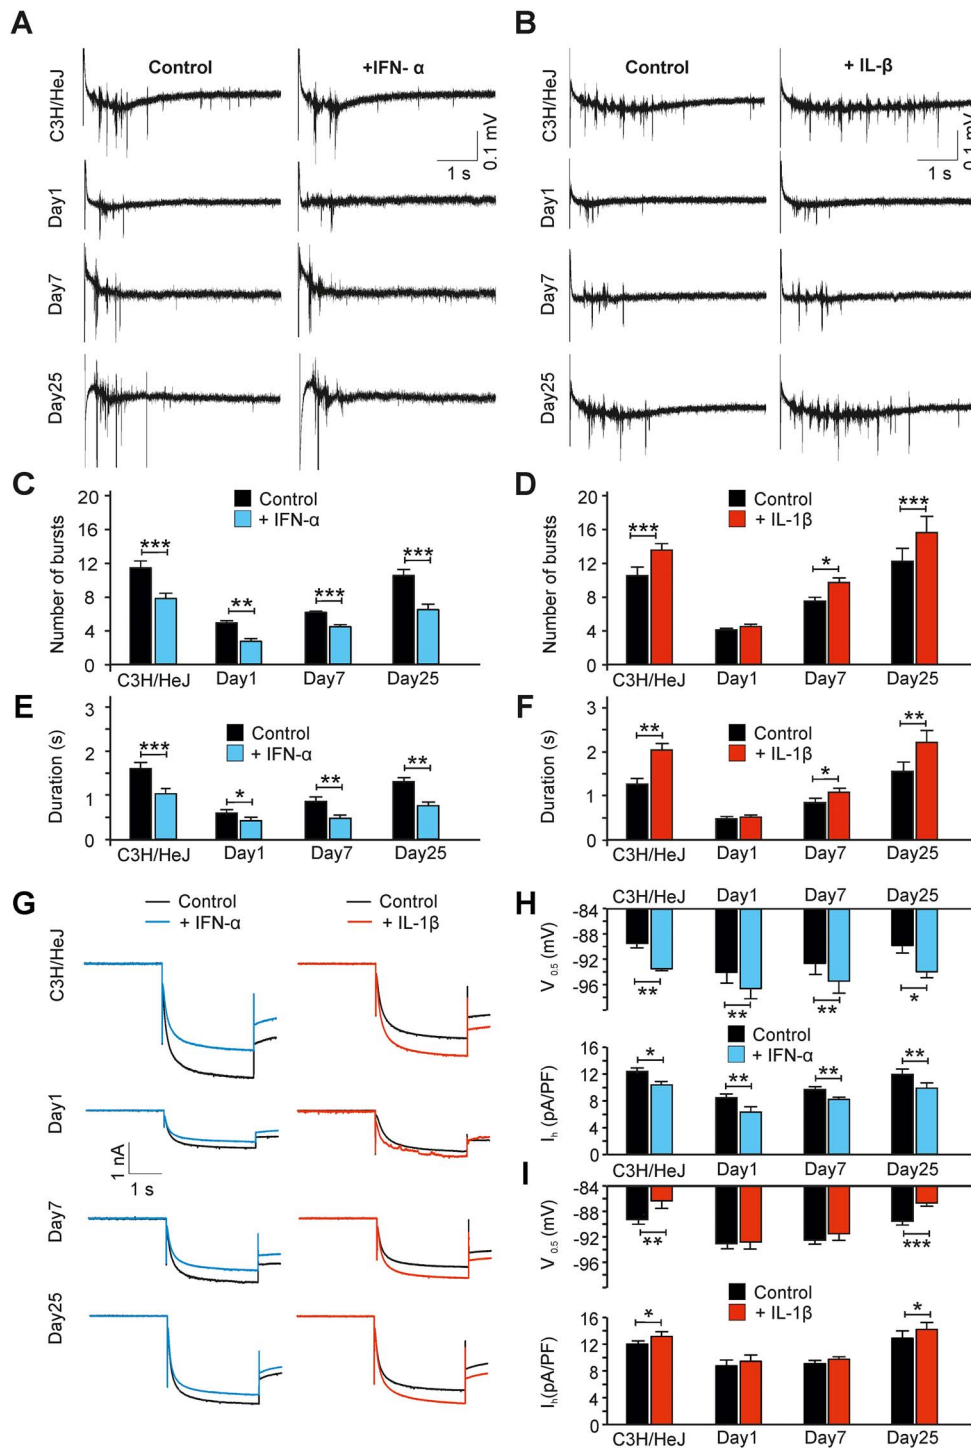 A
B
Control
+IFN- α
Control
+ IL-β
C3H/HeJ
C3H/HeJ
0.1 mV
1 s
0.1 mV
1 s
Day1
Day1
Day7
Day7
Day25
Day25
C
D
Number of bursts
20
16
12
8
4
0
Control
+ IFN-α
***
**
***
***
C3H/HeJ Day1 Day7 Day25
Number of bursts
20
16
12
8
4
0
Control
+ IL-1β
***
*
***
C3H/HeJ Day1 Day7 Day25
E
F
Duration (s)
3
2
1
0
Control
+ IFN-α
***
*
**
**
C3H/HeJ Day1 Day7 Day25
Duration (s)
3
2
1
0
Control
+ IL-1β
**
*
**
C3H/HeJ Day1 Day7 Day25
G
Control
+ IFN-α
Control
+ IL-1β
C3H/HeJ
Day1
1 nA
1 s
Day7
Day25
H
C3H/HeJ Day1 Day7 Day25
V 0.5 (mV)
-84
-88
-92
-96
**
**
**
*
Control
+ IFN-α
Ih (pA/PF)
16
12
8
4
0
*
**
**
**
C3H/HeJ Day1 Day7 Day25
I
V 0.5 (mV)
-84
-88
-92
-96
**
***
Control
+ IL-1β
Ih(pA/PF)
16
12
8
4
0
*
*
C3H/HeJ Day1 Day7 Day25